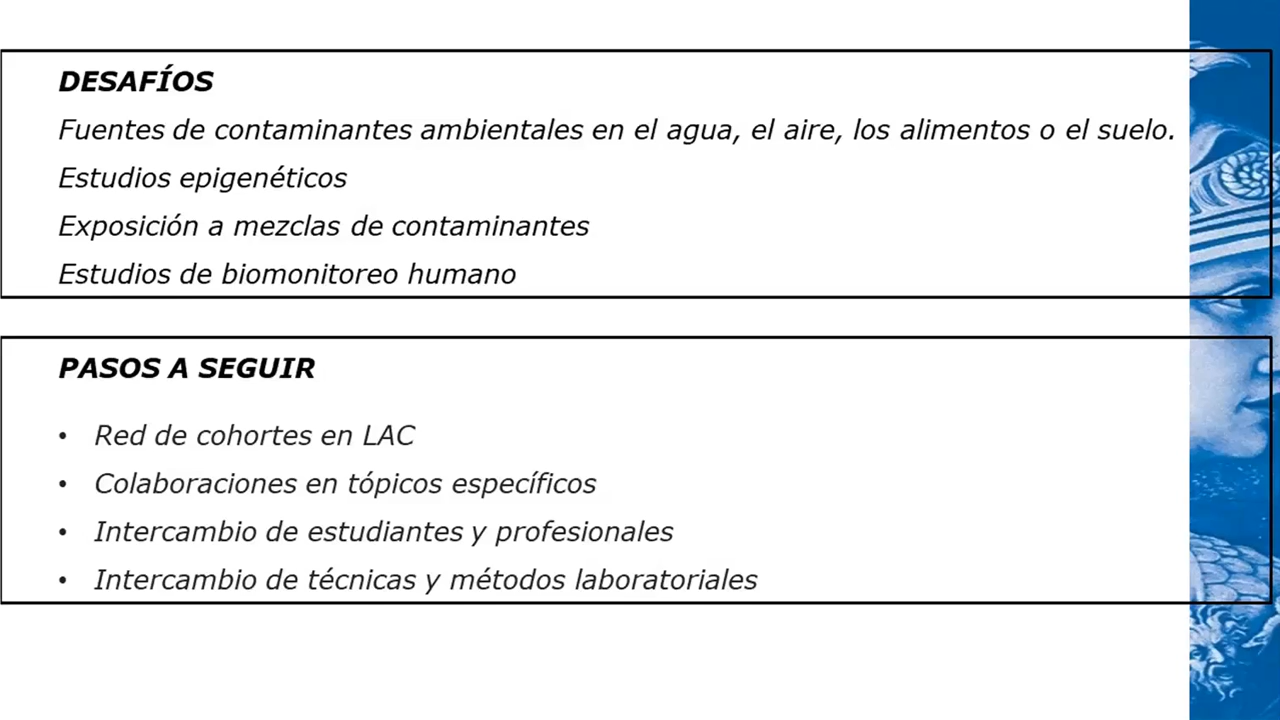 DESAFÍOS
Fuentes de contaminantes ambientales en el agua, el aire, los alimentos o el suelo.
Estudios epigenéticos
Exposición a mezclas de contaminantes
Estudios de biomonitoreo humano
PASOS A SEGUIR
• Red de cohortes en LAC
• Colaboraciones en tópicos específicos
• Intercambio de estudiantes y profesionales
• Intercambio de técnicas y métodos laboratoriales